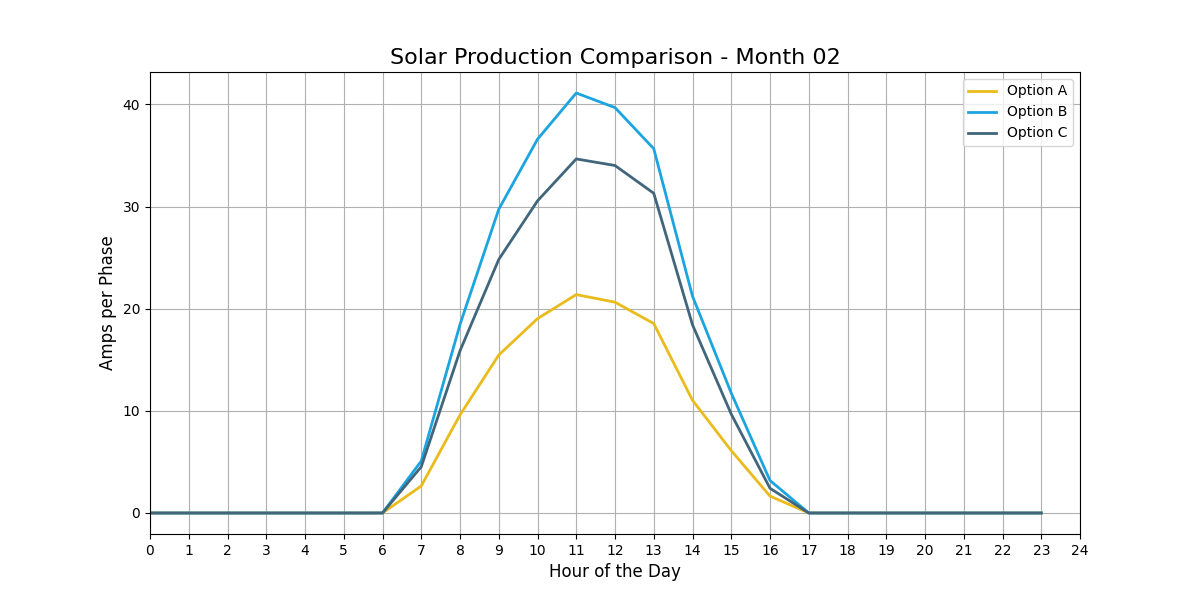 Solar Production Comparison - Month 02
Option A
Option B
Option C
40
30
20
10
0
Amps per Phase
0 1 2 3 4 5 6 7 8 9 10 11 12 13 14 15 16 17 18 19 20 21 22 23 24
Hour of the Day